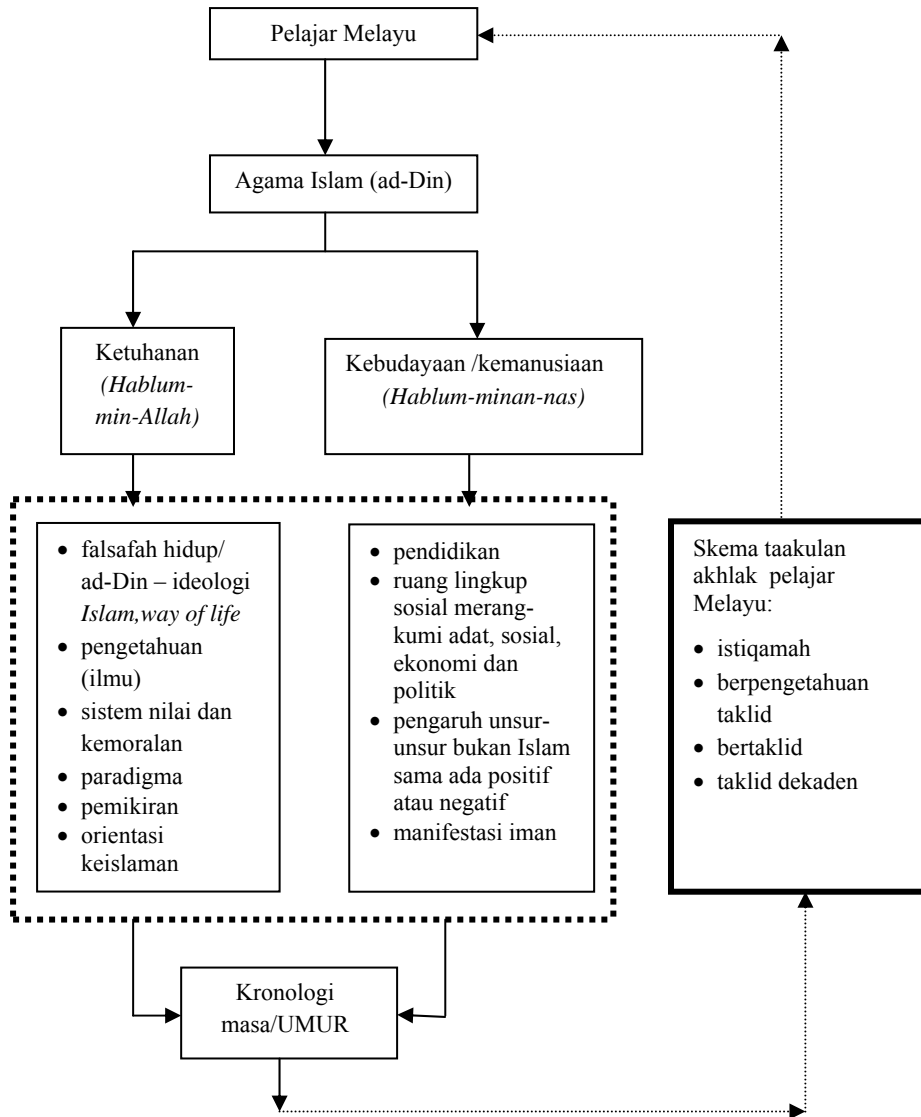 Pelajar Melayu
Agama Islam (ad-Din)
Ketuhanan
(Hablum-
min-Allah)
Kebudayaan /kemanusiaan
(Hablum-minan-nas)
• falsafah hidup/
ad-Din – ideologi
Islam,way of life
• pengetahuan
(ilmu)
• sistem nilai dan
kemoralan
• paradigma
• pemikiran
• orientasi
keislaman
• pendidikan
• ruang lingkup
sosial merang-
kumi adat, sosial,
ekonomi dan
politik
• pengaruh unsur-
unsur bukan Islam
sama ada positif
atau negatif
• manifestasi iman
Skema taakulan
akhlak pelajar
Melayu:
• istiqamah
• berpengetahuan
taklid
• bertaklid
• taklid dekaden
Kronologi
masa/UMUR